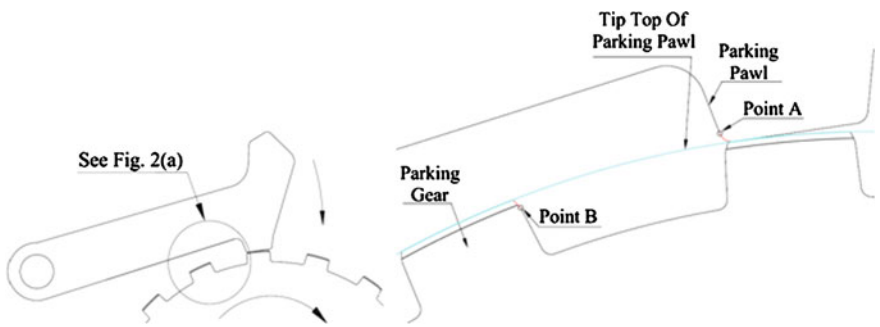 See Fig. 2(a)
Tip Top Of
Parking Pawl
Parking
Pawl
Point A
Parking
Gear
Point B